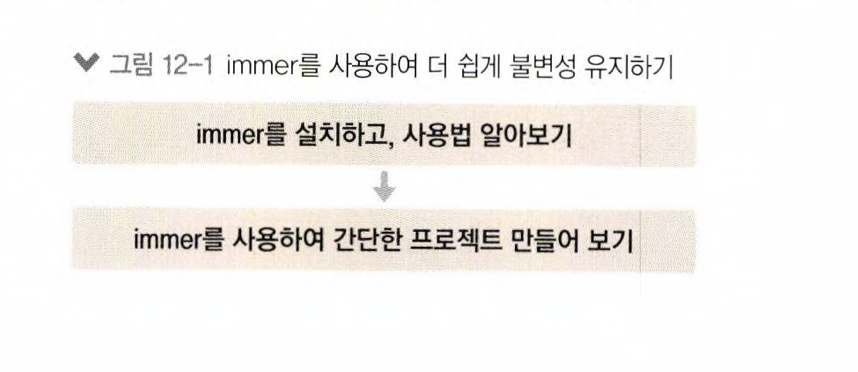 그림 12-1 immer를 사용하여 더 쉽게 불변성 유지하기
immer를 설치하고, 사용법 알아보기
immer를 사용하여 간단한 프로젝트 만들어 보기